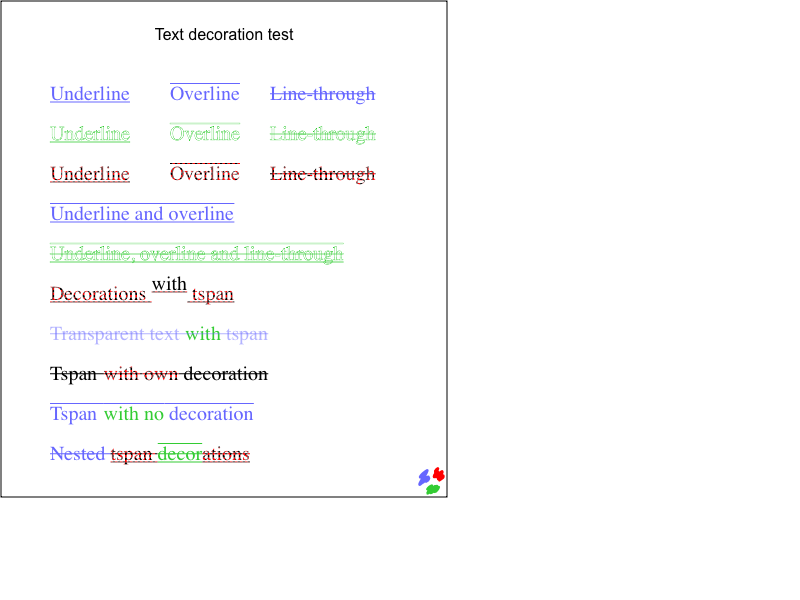 Text decoration test
Underline Overline Line-through
Underline Overline Line-through
Underline Overline Line-through
Underline and overline
Underline, overline and line-through
Decorations with tspan
Transparent text with tspan
Tspan with own decoration
Tspan with no decoration
Nested tspan decorations